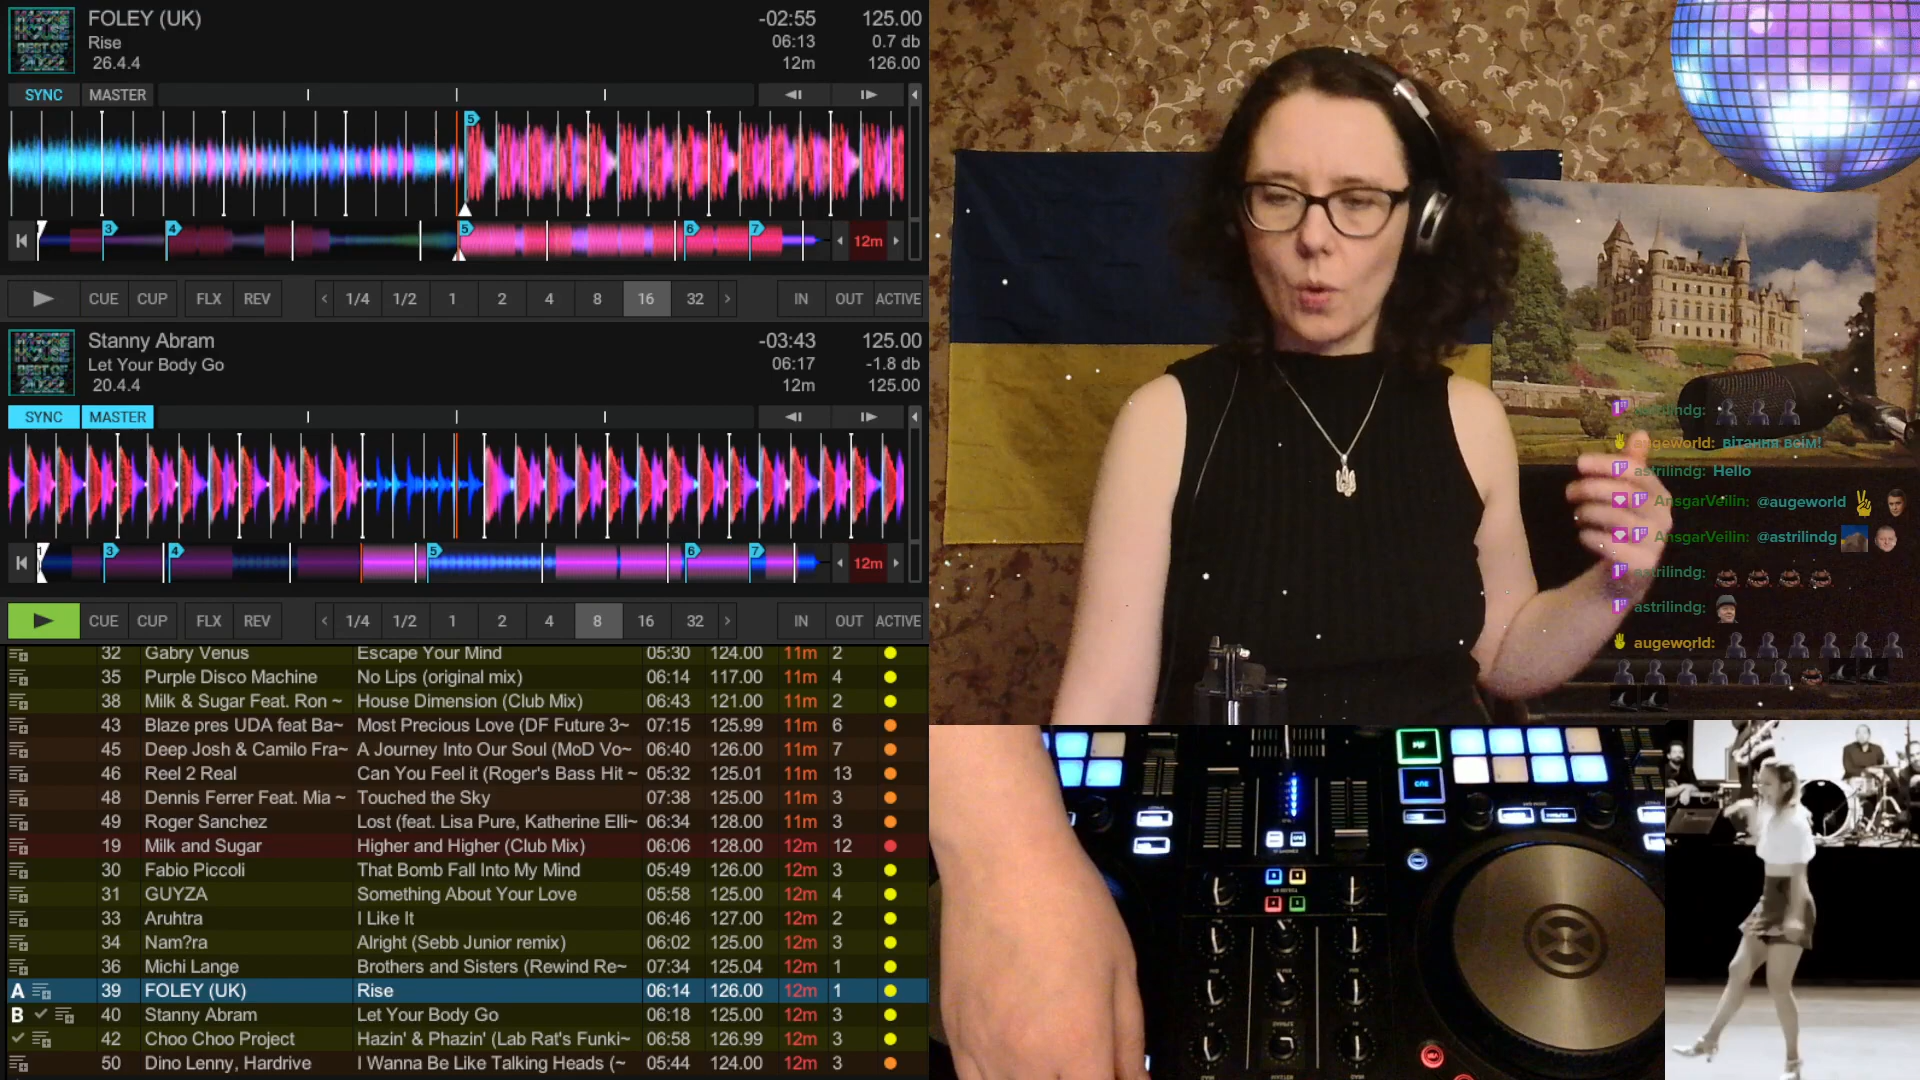 FOLEY (UK)
Rise
26.4.4
-02:55 125.00
06:13 0.7 db
12m 126.00
SYNC MASTER
5
3 4 5 6 7
12m
CUE CUP FLX REV 1/4 1/2 1 2 4 8 16 32 IN OUT ACTIVE
Stanny Abram
Let Your Body Go
20.4.4
-03:43 125.00
06:17 -1.8 db
12m 125.00
SYNC MASTER
1 3 4 5 6 7
12m
CUE CUP FLX REV 1/4 1/2 1 2 4 8 16 32 IN OUT ACTIVE
32 Gabry Venus Escape Your Mind 05:30 124.00 11m 2
35 Purple Disco Machine No Lips (original mix) 06:14 117.00 11m 4
38 Milk & Sugar Feat. Ron ~ House Dimension (Club Mix) 06:43 121.00 11m 2
43 Blaze pres UDA feat Ba~ Most Precious Love (DF Future 3~ 07:15 125.99 11m 6
45 Deep Josh & Camilo Fra~ A Journey Into Our Soul (MoD Vo~ 06:40 126.00 11m 7
46 Reel 2 Real Can You Feel it (Roger's Bass Hit ~ 05:32 125.01 11m 13
48 Dennis Ferrer Feat. Mia ~ Touched the Sky 07:38 125.00 11m 3
49 Roger Sanchez Lost (feat. Lisa Pure, Katherine Elli~ 06:34 128.00 11m 3
19 Milk and Sugar Higher and Higher (Club Mix) 06:06 128.00 12m 12
30 Fabio Piccoli That Bomb Fall Into My Mind 05:49 126.00 12m 3
31 GUYZA Something About Your Love 05:58 125.00 12m 4
33 Aruhtra I Like It 06:46 127.00 12m 2
34 Nam?ra Alright (Sebb Junior remix) 06:02 125.00 12m 3
36 Michi Lange Brothers and Sisters (Rewind Re~ 07:34 125.04 12m 1
A 39 FOLEY (UK) Rise 06:14 126.00 12m 1
B 40 Stanny Abram Let Your Body Go 06:18 125.00 12m 3
42 Choo Choo Project Hazin' & Phazin' (Lab Rat's Funki~ 06:58 126.99 12m 3
50 Dino Lenny, Hardrive I Wanna Be Like Talking Heads (~ 05:44 124.00 12m 3
astrilindg:
augeworld: вітання всім!
astrilindg: Hello
AnsgarVeilin: @augeworld
AnsgarVeilin: @astrilindg
astrilindg:
astrilindg:
augeworld: